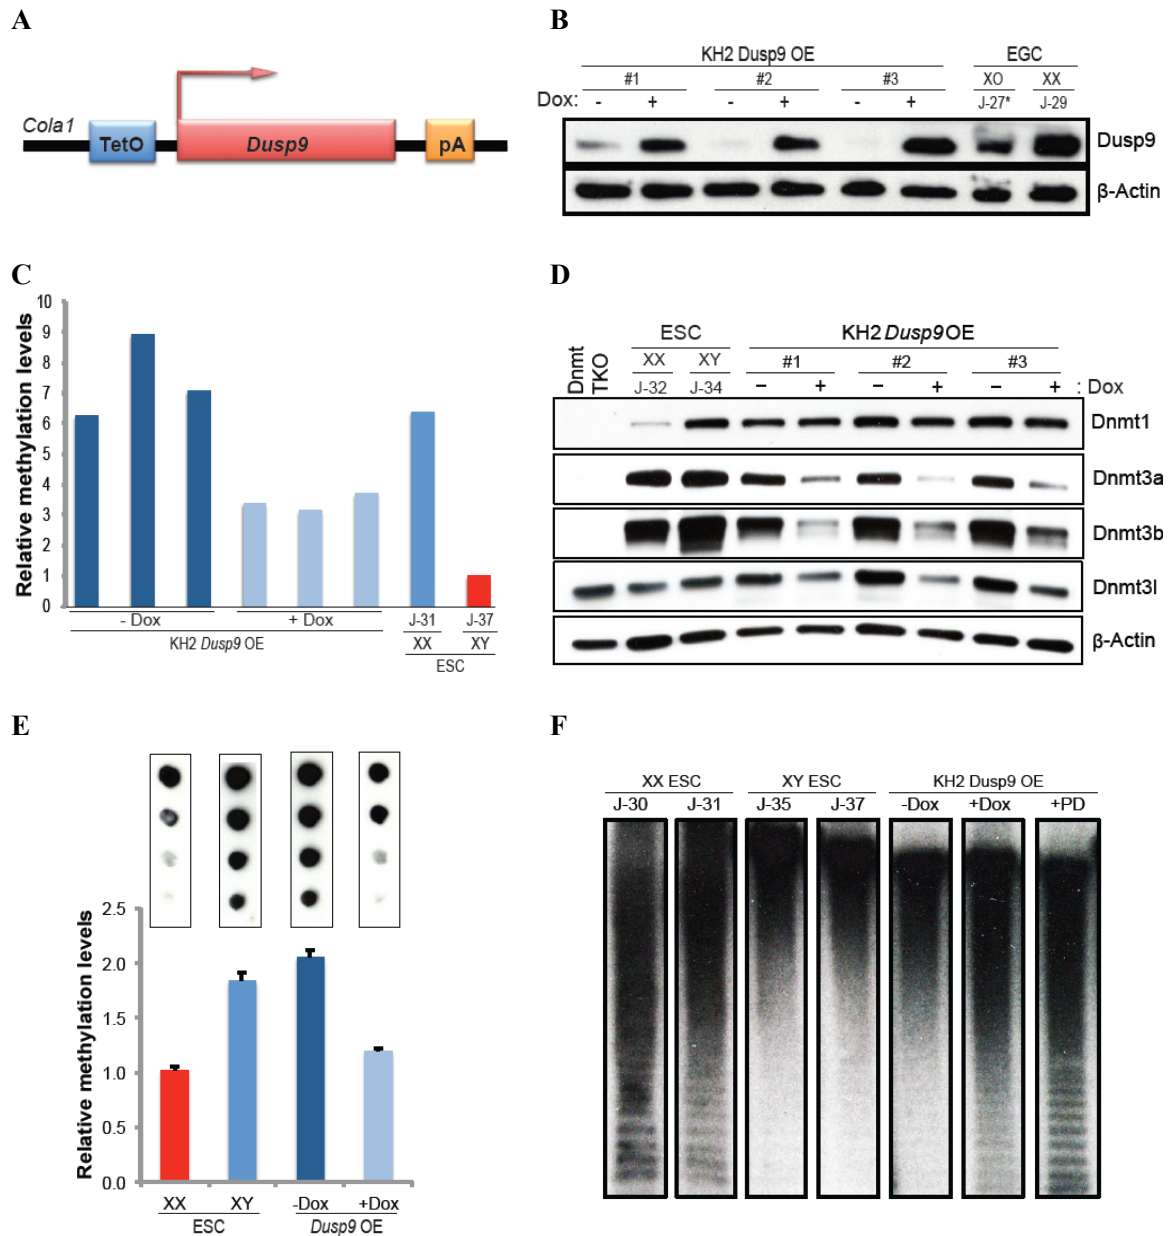 A
Cola1
TetO
Dusp9
pA
B
KH2 Dusp9 OE
EGC
#1
#2
#3
XO
XX
Dox:
-
+
-
+
-
+
J-27*
J-29
Dusp9
β-Actin
C
Relative methylation levels
10
9
8
7
6
5
4
3
2
1
0
- Dox
+ Dox
J-31
J-37
KH2 Dusp9 OE
XX
XY
ESC
D
Dnmt TKO
ESC
KH2 Dusp9 OE
XX
XY
#1
#2
#3
J-32
J-34
–
+
–
+
–
+
: Dox
Dnmt1
Dnmt3a
Dnmt3b
Dnmt3l
β-Actin
E
Relative methylation levels
2.5
2.0
1.5
1.0
0.5
0.0
XX
XY
-Dox
+Dox
ESC
Dusp9 OE
F
XX ESC
XY ESC
KH2 Dusp9 OE
J-30
J-31
J-35
J-37
-Dox
+Dox
+PD